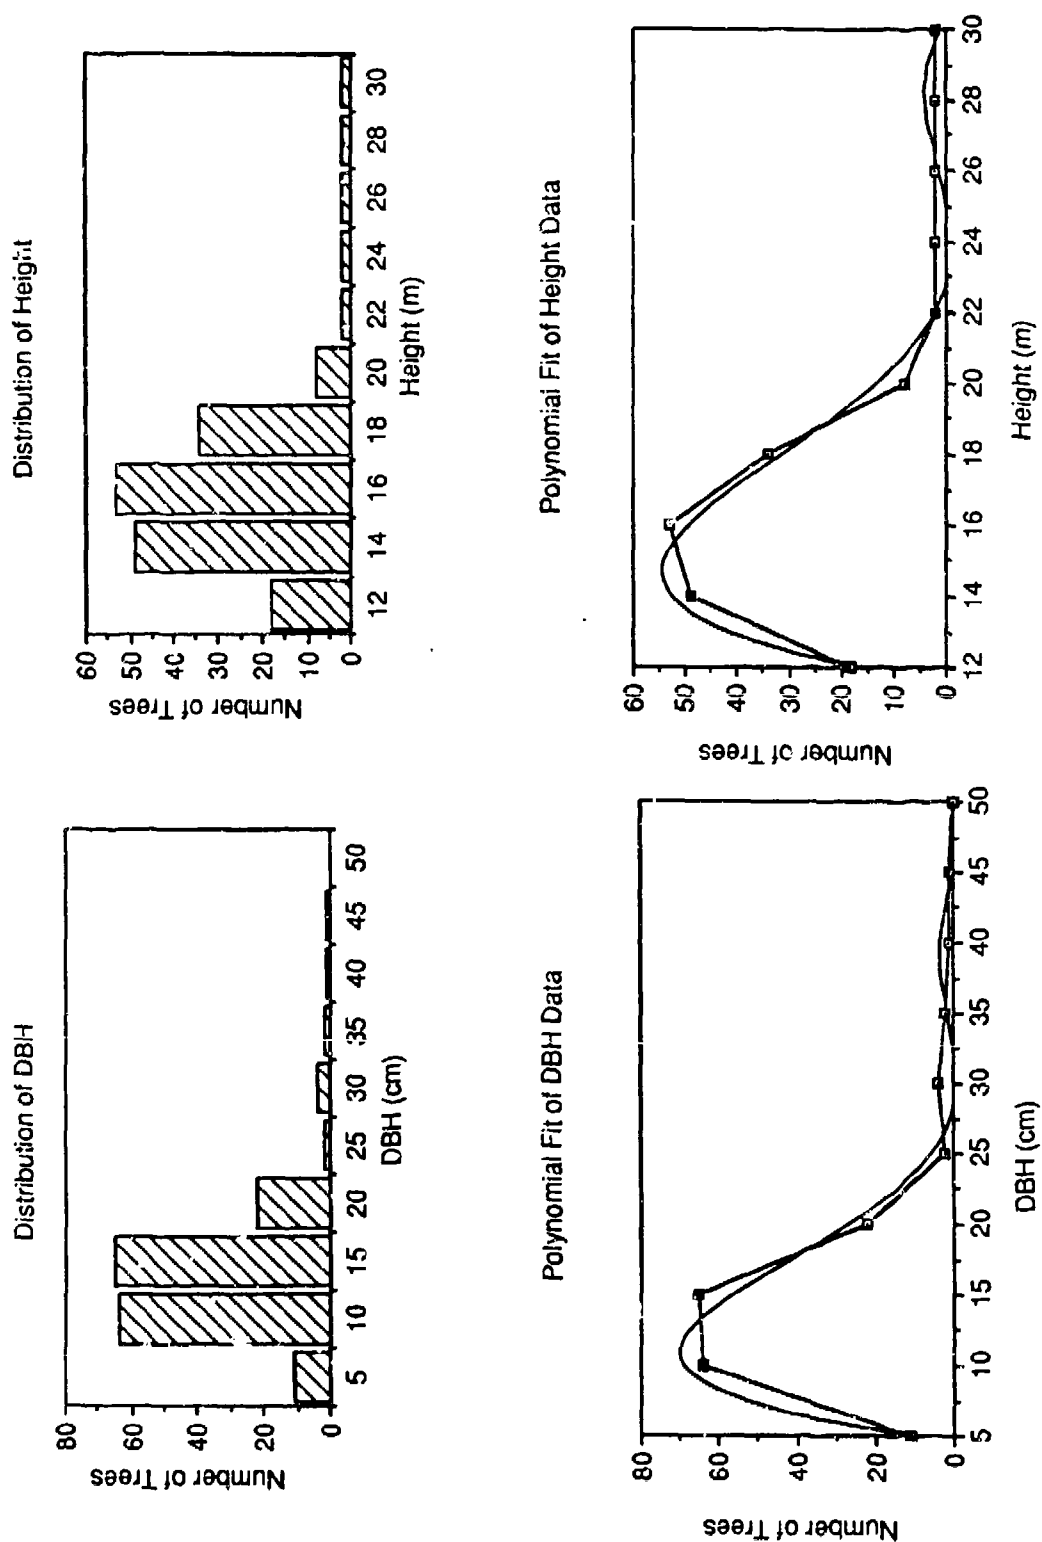 Distribution of DBH
Number of Trees
80
60
40
20
0
5 10 15 20 25 30 35 40 45 50
DBH (cm)
Distribution of Height
Number of Trees
60
50
40
30
20
10
0
12 14 16 18 20 22 24 26 28 30
Height (m)
Polynomial Fit of DBH Data
Number of Trees
80
60
40
20
0
5 10 15 20 25 30 35 40 45 50
DBH (cm)
Polynomial Fit of Height Data
Number of Trees
60
50
40
30
20
10
0
12 14 16 18 20 22 24 26 28 30
Height (m)